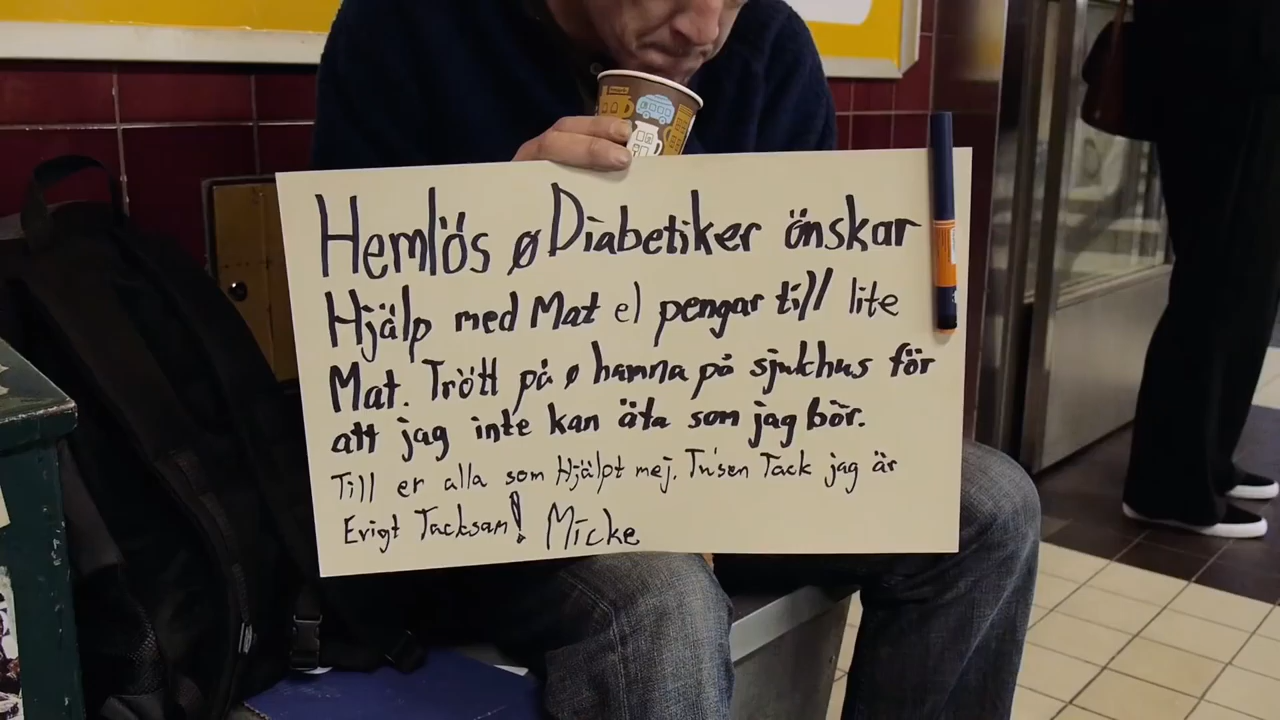 Hemlös ø Diabetiker önskar
Hjälp med Mat el pengar till lite
Mat. Trött på ø hamna på sjukhus för
att jag inte kan äta som jag bör.
Till er alla som Hjälpt mej. Tusen Tack jag är
Evigt Tacksam! Micke